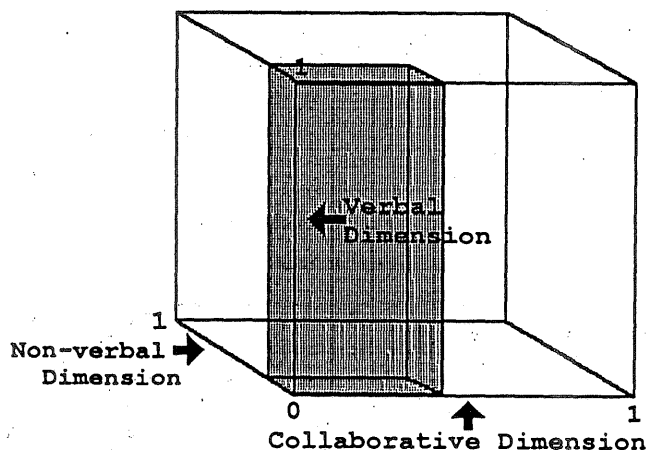 1
Verbal
Dimension
1
Non-verbal
Dimension
0
1
Collaborative Dimension